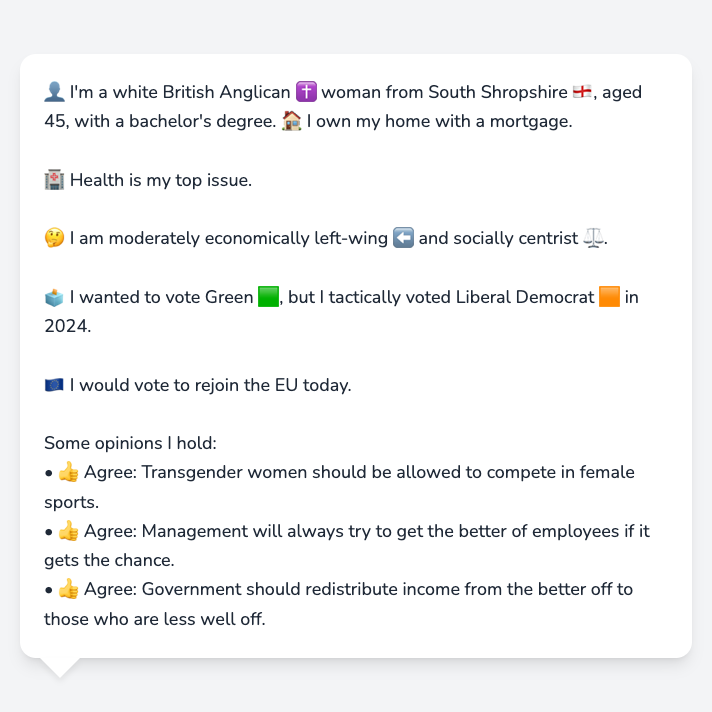 👤 I'm a white British Anglican ✝️ woman from South Shropshire 🏴󠁧󠁢󠁥󠁮󠁧󠁿, aged
45, with a bachelor's degree. 🏠 I own my home with a mortgage.
🏥 Health is my top issue.
🤔 I am moderately economically left-wing ⬅️ and socially centrist ⚖️.
🗳️ I wanted to vote Green 🟩, but I tactically voted Liberal Democrat 🟧 in
2024.
🇪🇺 I would vote to rejoin the EU today.
Some opinions I hold:
• 👍 Agree: Transgender women should be allowed to compete in female
sports.
• 👍 Agree: Management will always try to get the better of employees if it
gets the chance.
• 👍 Agree: Government should redistribute income from the better off to
those who are less well off.